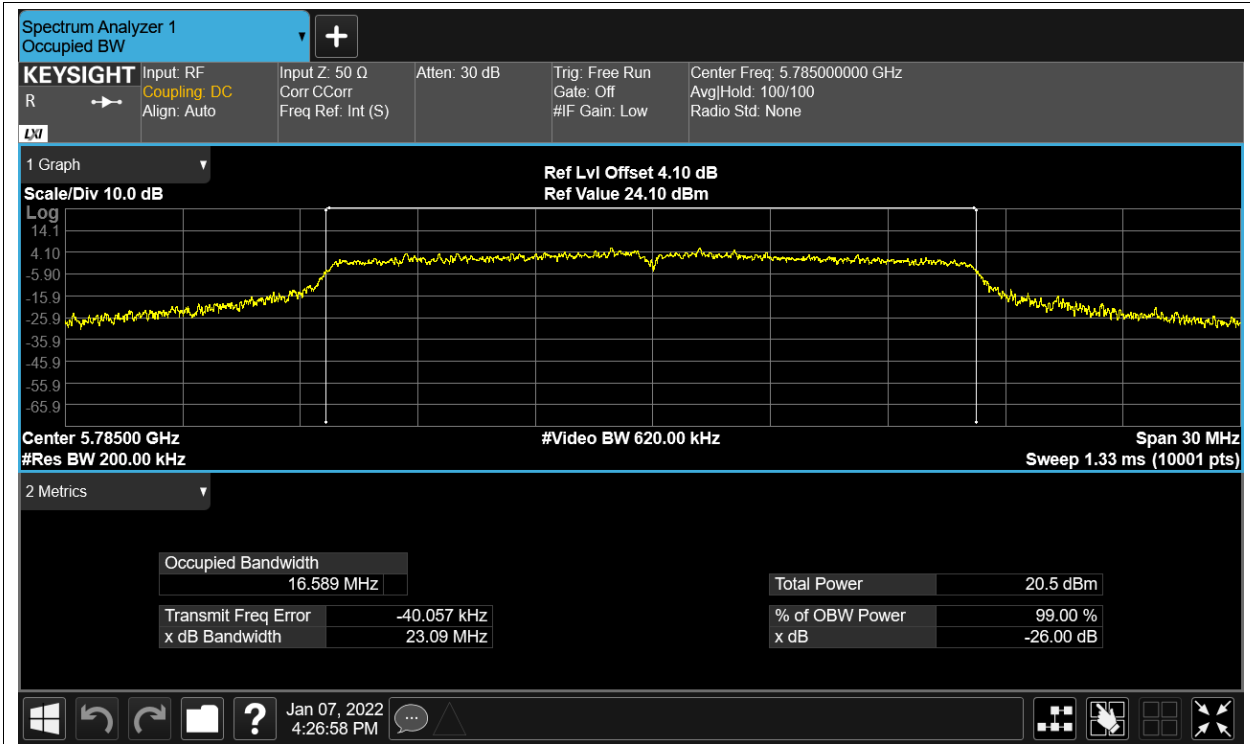 Spectrum Analyzer 1
Occupied BW
KEYSIGHT
R
LXI
Input: RF
Coupling: DC
Align: Auto
Input Z: 50 Ω
Corr CCorr
Freq Ref: Int (S)
Atten: 30 dB
Trig: Free Run
Gate: Off
#IF Gain: Low
Center Freq: 5.785000000 GHz
Avg|Hold: 100/100
Radio Std: None
1 Graph
Scale/Div 10.0 dB
Ref Lvl Offset 4.10 dB
Ref Value 24.10 dBm
Log
14.1
4.10
-5.90
-15.9
-25.9
-35.9
-45.9
-55.9
-65.9
Center 5.78500 GHz
#Res BW 200.00 kHz
#Video BW 620.00 kHz
Span 30 MHz
Sweep 1.33 ms (10001 pts)
2 Metrics
Occupied Bandwidth
16.589 MHz
Transmit Freq Error -40.057 kHz
x dB Bandwidth 23.09 MHz
Total Power 20.5 dBm
% of OBW Power 99.00 %
x dB -26.00 dB
?
Jan 07, 2022
4:26:58 PM